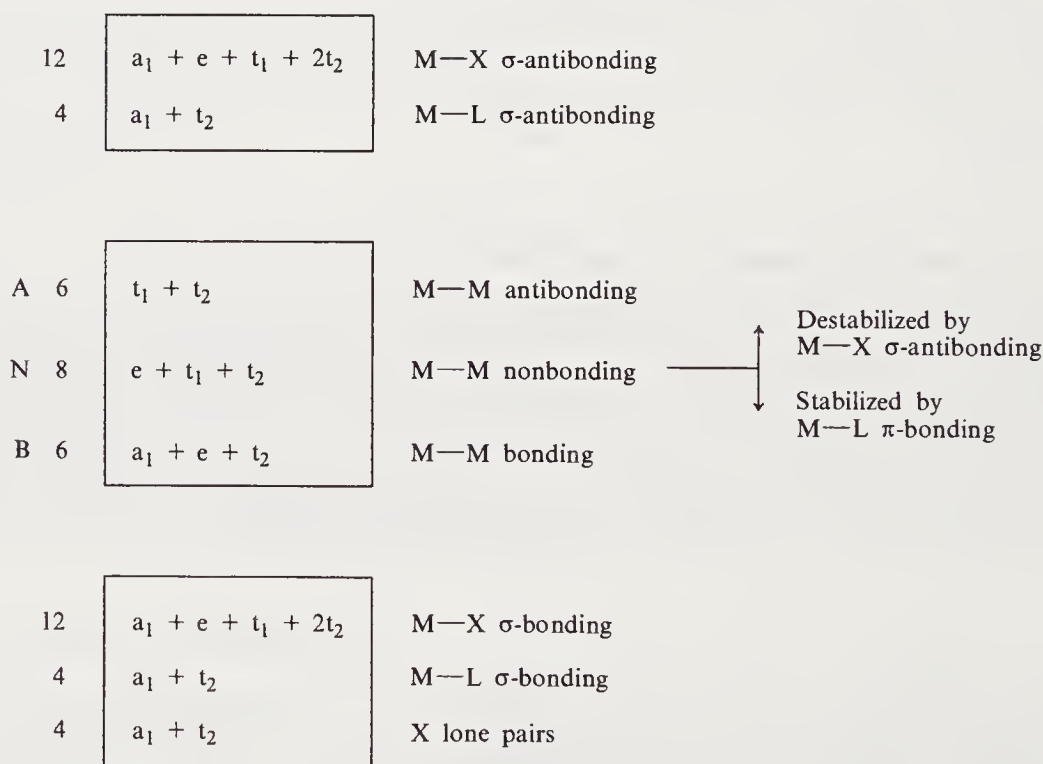 12 a₁ + e + t₁ + 2t₂ M—X σ-antibonding
4 a₁ + t₂ M—L σ-antibonding
A 6 t₁ + t₂ M—M antibonding
N 8 e + t₁ + t₂ M—M nonbonding
B 6 a₁ + e + t₂ M—M bonding
Destabilized by
M—X σ-antibonding
Stabilized by
M—L π-bonding
12 a₁ + e + t₁ + 2t₂ M—X σ-bonding
4 a₁ + t₂ M—L σ-bonding
4 a₁ + t₂ X lone pairs